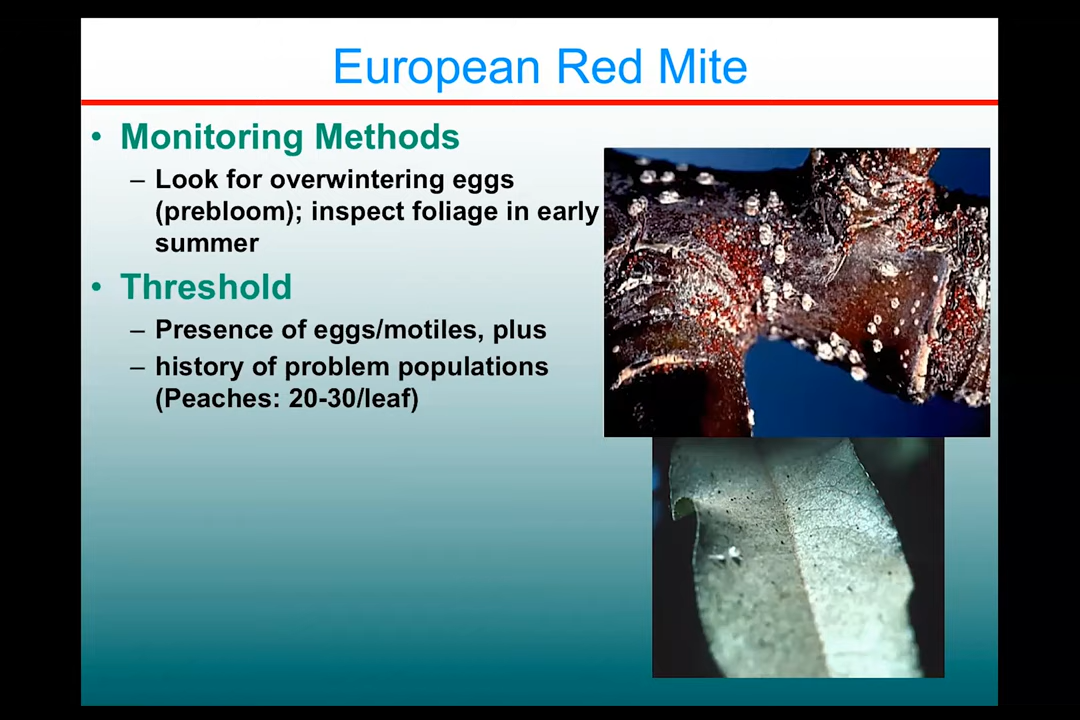 European Red Mite
• Monitoring Methods
– Look for overwintering eggs
(prebloom); inspect foliage in early
summer
• Threshold
– Presence of eggs/motiles, plus
– history of problem populations
(Peaches: 20-30/leaf)